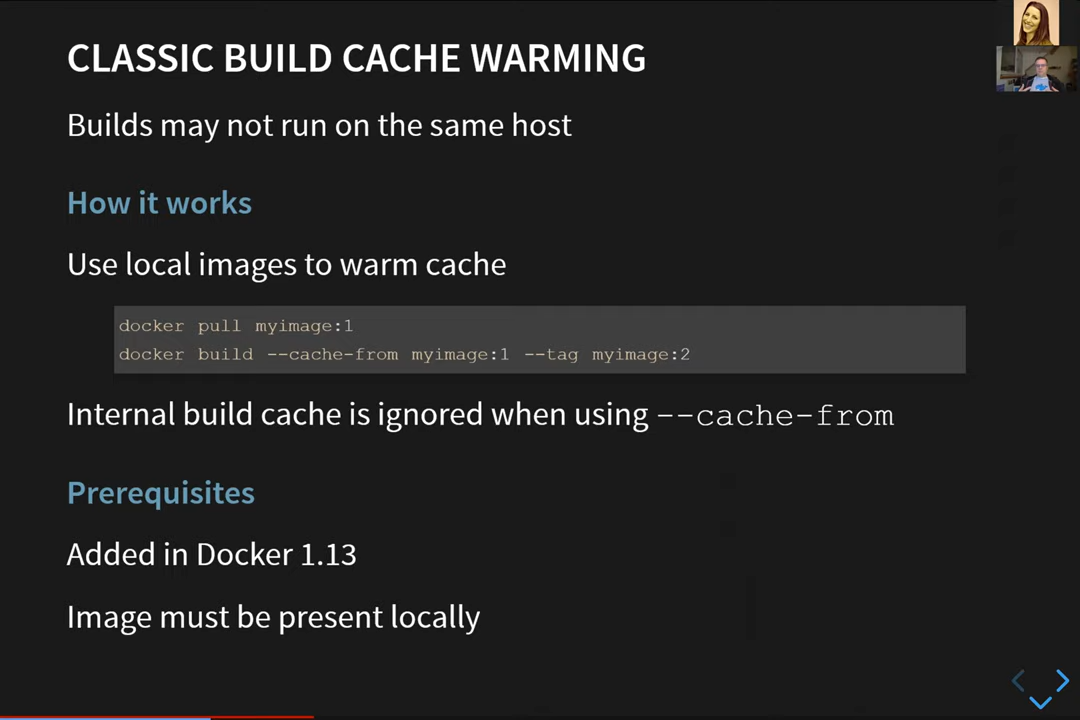 CLASSIC BUILD CACHE WARMING
Builds may not run on the same host
How it works
Use local images to warm cache
docker pull myimage:1
docker build --cache-from myimage:1 --tag myimage:2
Internal build cache is ignored when using --cache-from
Prerequisites
Added in Docker 1.13
Image must be present locally